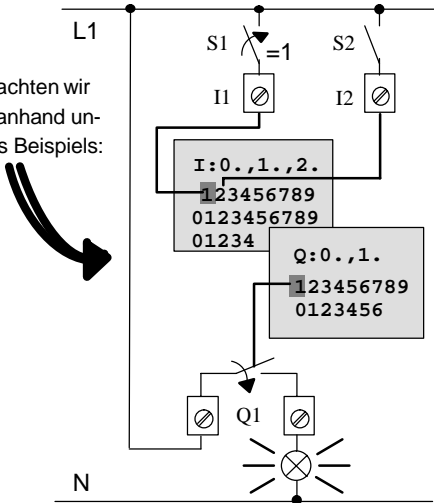 L1
S1
=1
S2
achten wir
anhand un-
s Beispiels:
I1
I2
I:0.,1.,2.
123456789
0123456789
01234
Q:0.,1.
123456789
0123456
Q1
N